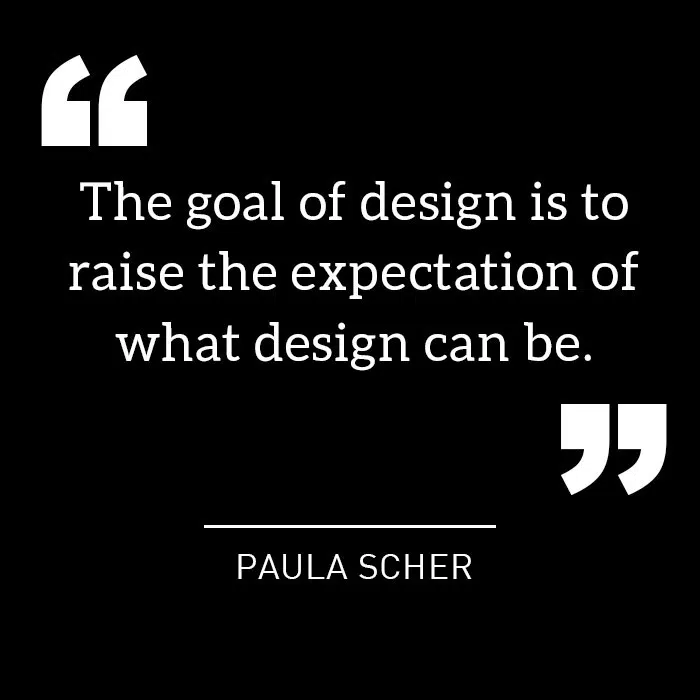 “
The goal of design is to
raise the expectation of
what design can be.
”
PAULA SCHER